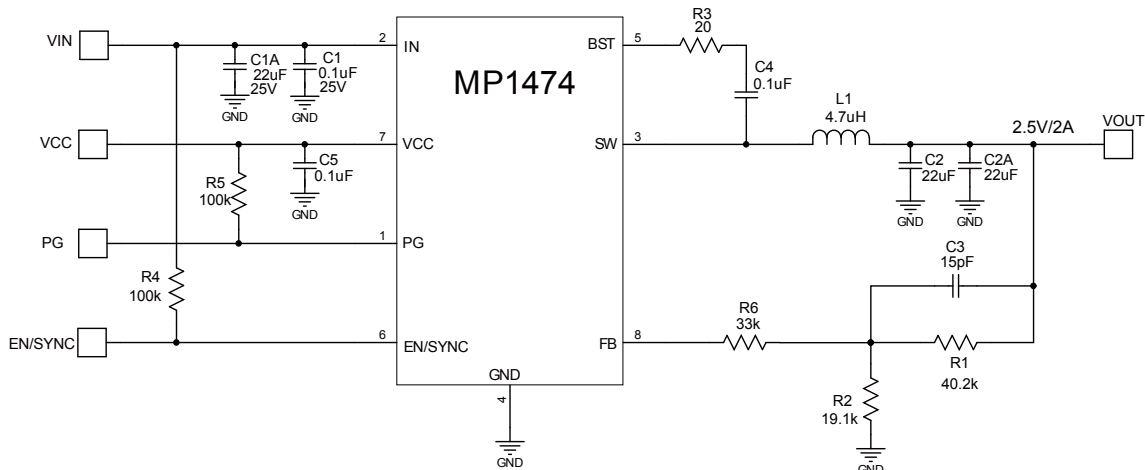 R3
20
VIN
2
IN
BST
5
C1A
22uF
25V
C1
0.1uF
25V
C4
0.1uF
GND
GND
MP1474
L1
4.7uH
2.5V/2A
VOUT
VCC
7
VCC
SW
3
C5
0.1uF
C2
22uF
C2A
22uF
R5
100k
GND
GND
GND
PG
1
PG
C3
15pF
R4
100k
R6
33k
EN/SYNC
6
EN/SYNC
FB
8
R1
40.2k
GND
4
R2
19.1k
GND
GND